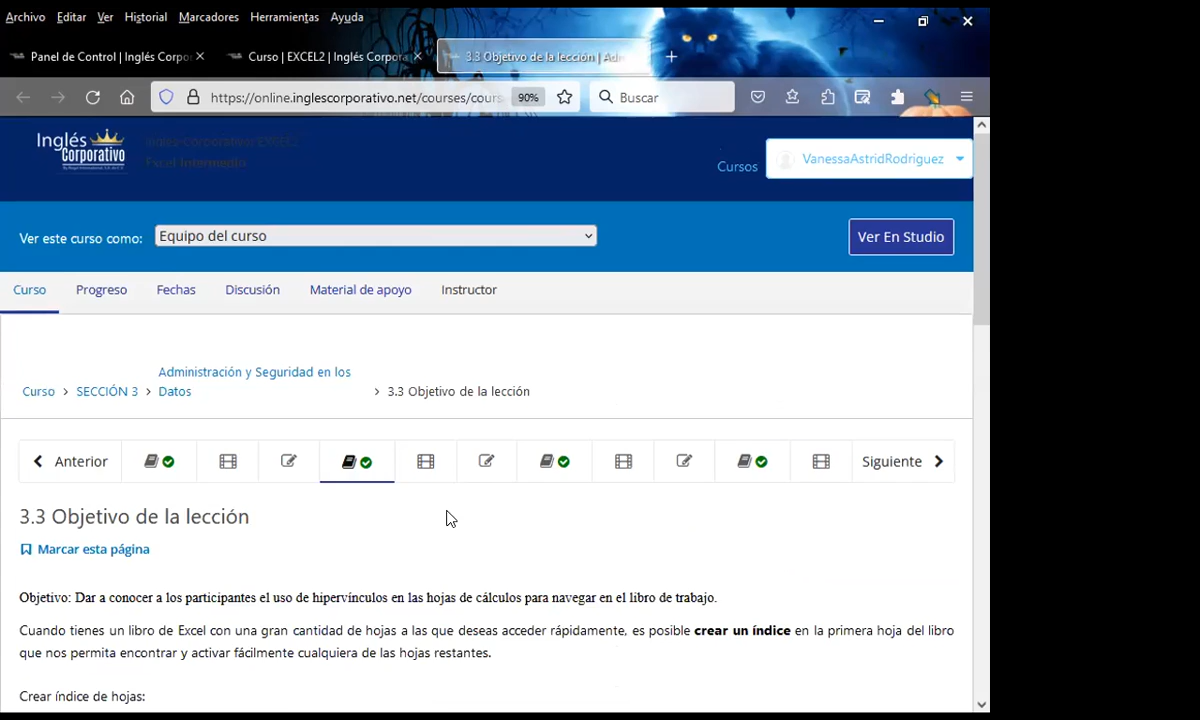 Archivo Editar Ver Historial Marcadores Herramientas Ayuda
Panel de Control | Inglés Corpo
Curso | EXCEL2 | Inglés Corpora
3.3 Objetivo de la lección | Adm
https://online.inglescorporativo.net/courses/cours
90%
Buscar
Inglés
Corporativo
Excel Intermedio
Cursos
VanessaAstridRodriguez
Ver este curso como:
Equipo del curso
Ver En Studio
Curso Progreso Fechas Discusión Material de apoyo Instructor
Curso > SECCIÓN 3 > Administración y Seguridad en los Datos > 3.3 Objetivo de la lección
Anterior
Siguiente
3.3 Objetivo de la lección
Marcar esta página
Objetivo: Dar a conocer a los participantes el uso de hipervínculos en las hojas de cálculos para navegar en el libro de trabajo.
Cuando tienes un libro de Excel con una gran cantidad de hojas a las que deseas acceder rápidamente, es posible crear un índice en la primera hoja del libro
que nos permita encontrar y activar fácilmente cualquiera de las hojas restantes.
Crear índice de hojas: